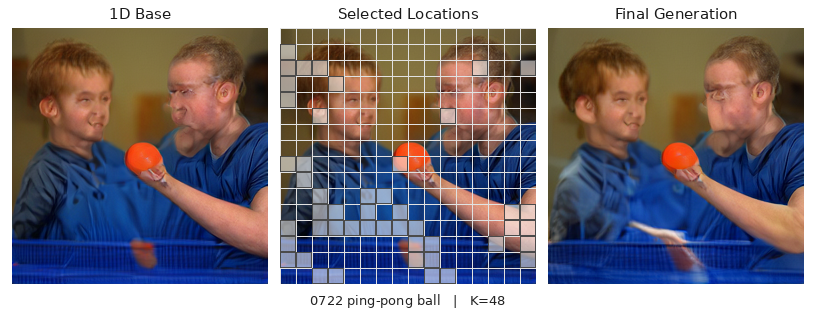 1D Base
Selected Locations
Final Generation
0722 ping-pong ball | K=48